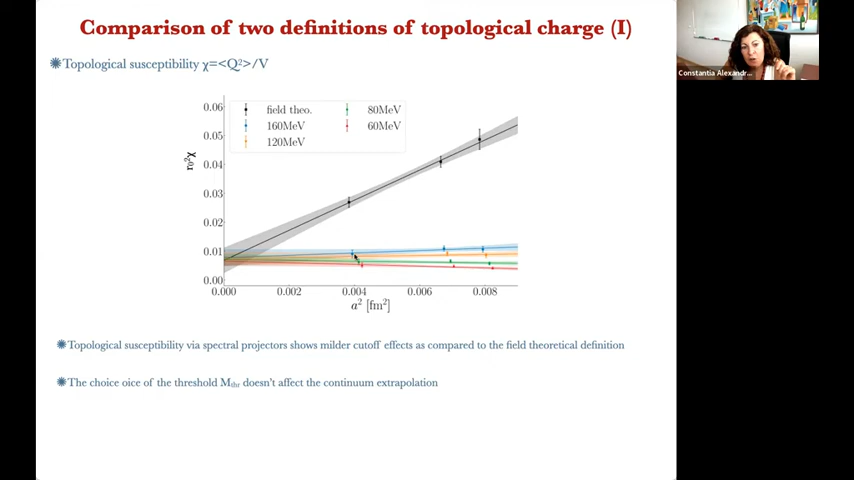 Comparison of two definitions of topological charge (I)
Constantia Alexandr...
✺Topological susceptibility χ=<Q²>/V
0.06
0.05
0.04
0.03
0.02
0.01
0.00
r₀²χ
field theo.
160MeV
120MeV
80MeV
60MeV
0.000 0.002 0.004 0.006 0.008
a² [fm²]
✺Topological susceptibility via spectral projectors shows milder cutoff effects as compared to the field theoretical definition
✺The choice oice of the threshold Mₜₕᵣ doesn't affect the continuum extrapolation